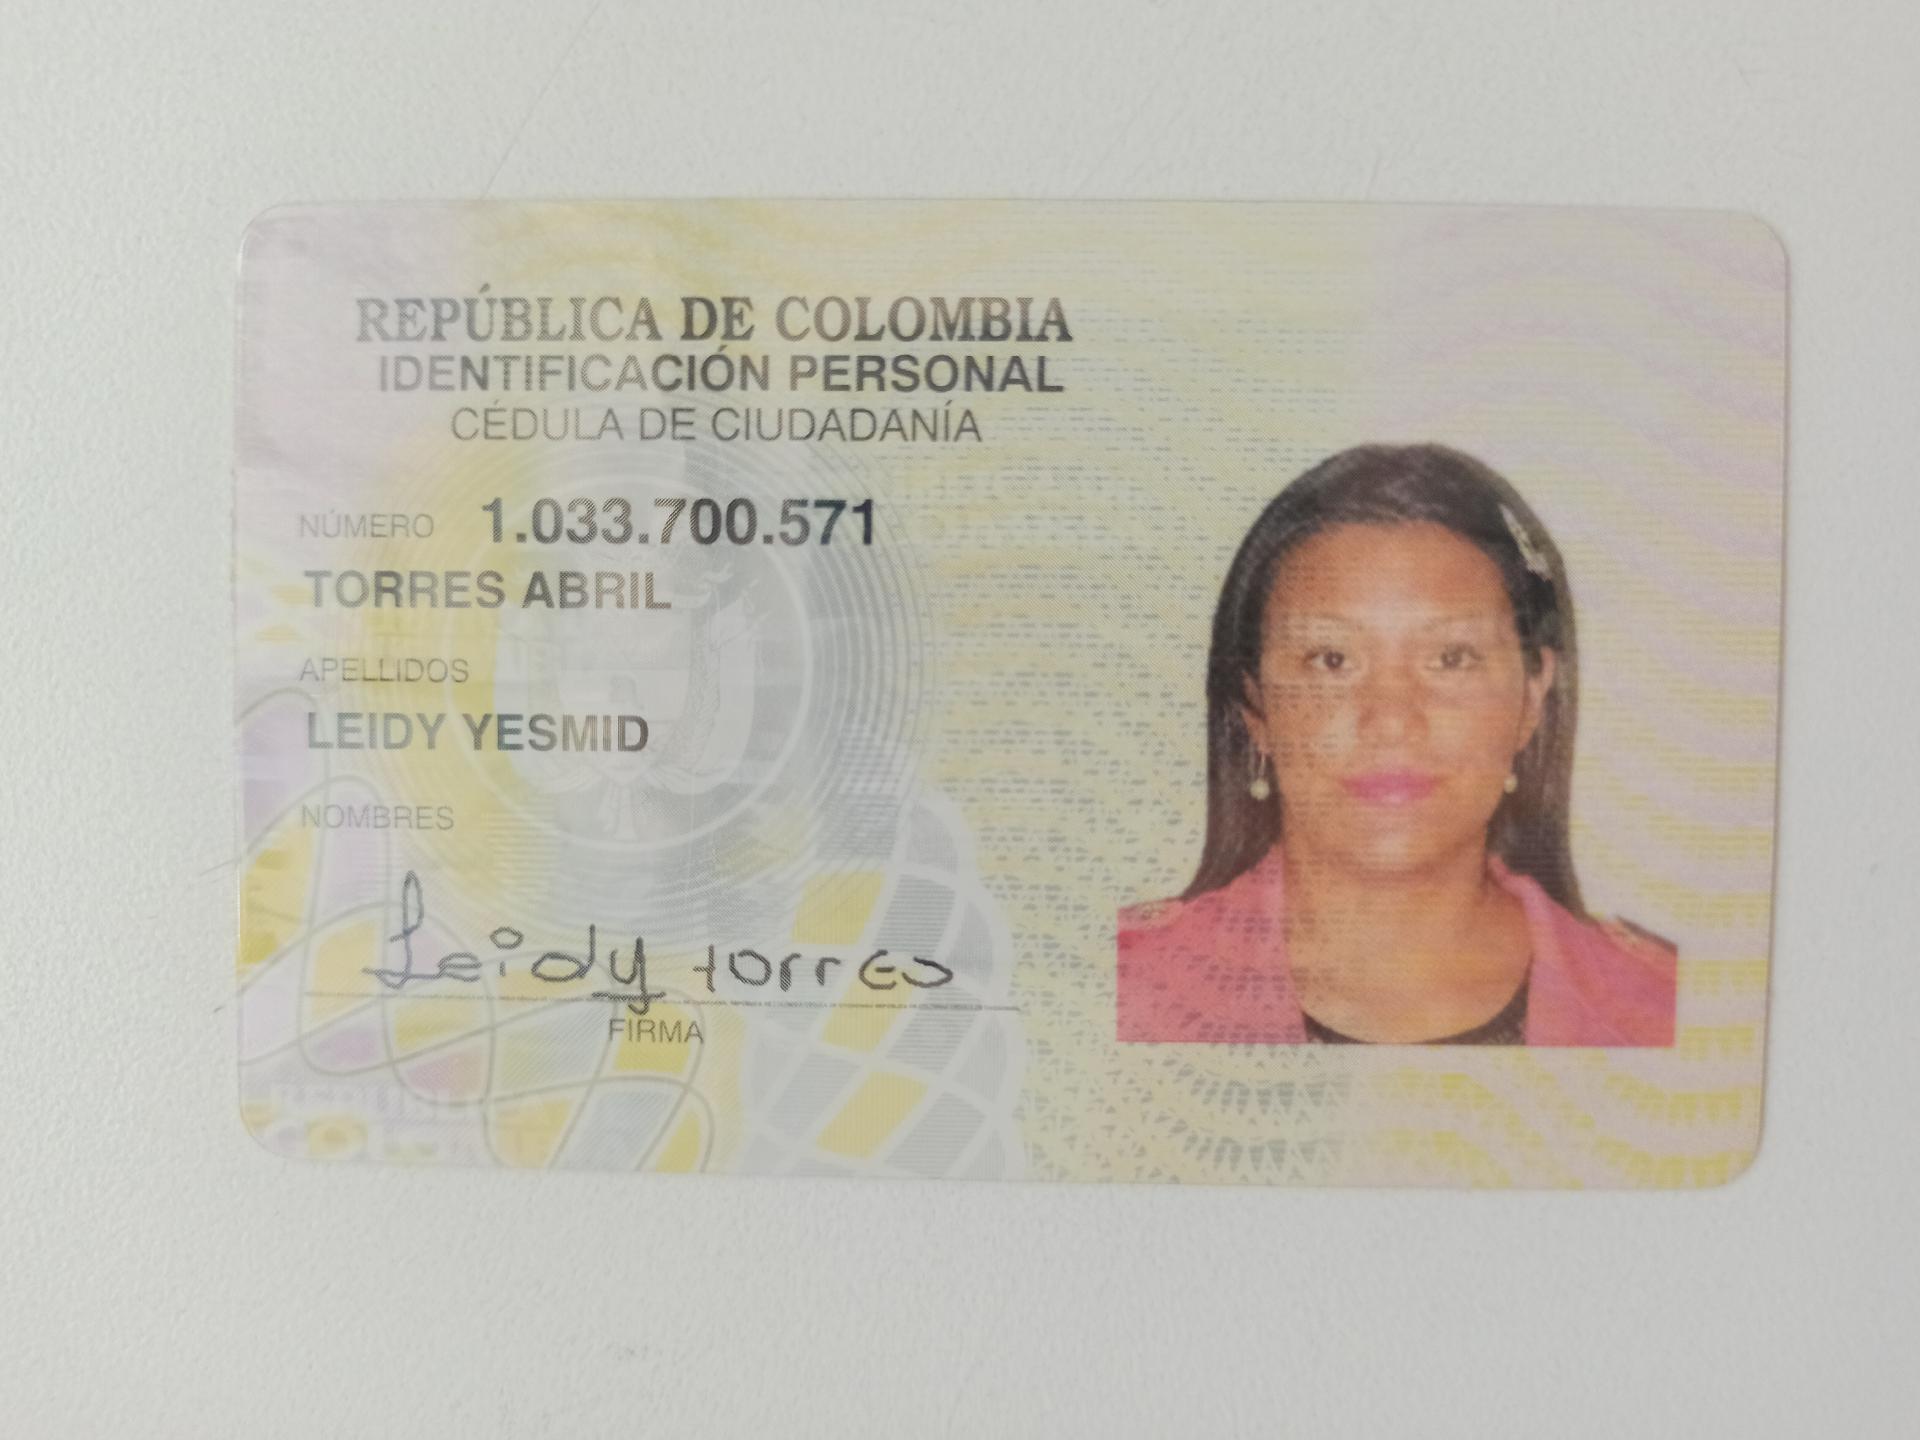 REPÚBLICA DE COLOMBIA
IDENTIFICACIÓN PERSONAL
CÉDULA DE CIUDADANÍA
NÚMERO 1.033.700.571
TORRES ABRIL
APELLIDOS
LEIDY YESMID
NOMBRES
Leidy torres
FIRMA